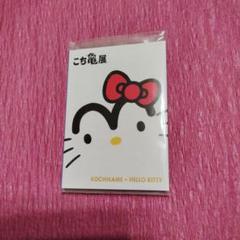 こち亀展
KOCHIKAME × HELLO KITTY